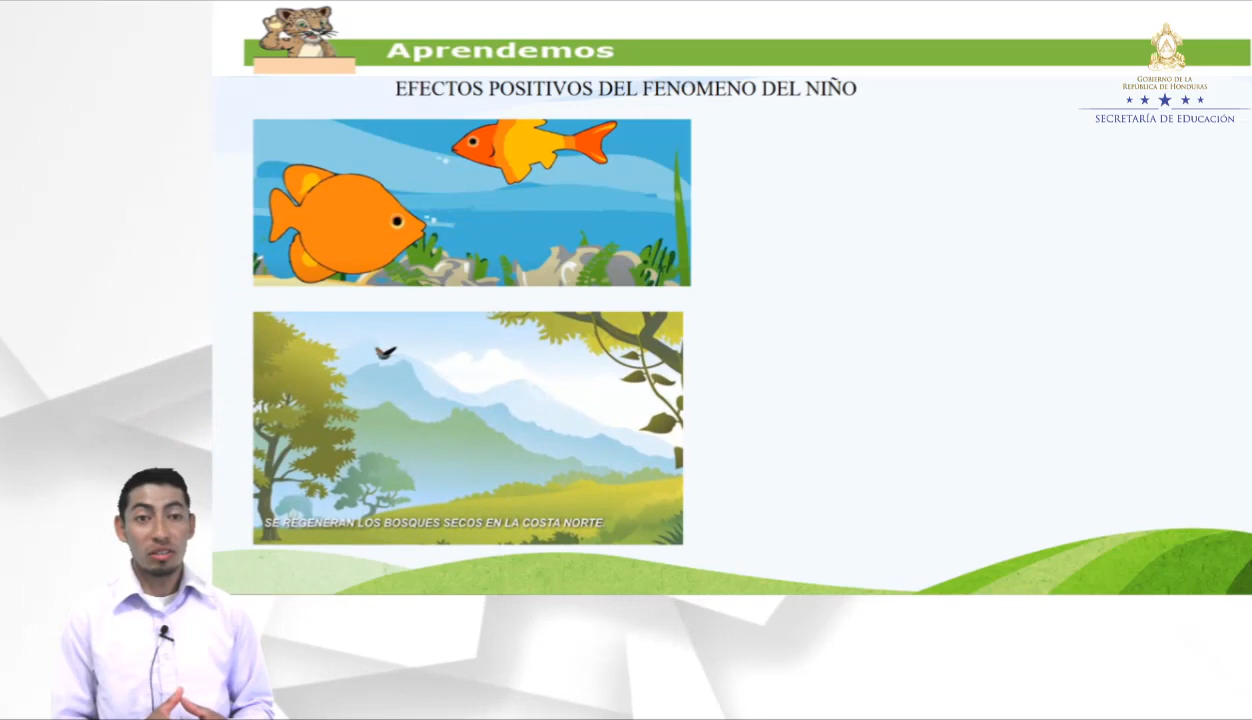 Aprendemos
GOBIERNO DE LA
REPÚBLICA DE HONDURAS
SECRETARÍA DE EDUCACIÓN
EFECTOS POSITIVOS DEL FENOMENO DEL NIÑO
SE REGENERAN LOS BOSQUES SECOS EN LA COSTA NORTE